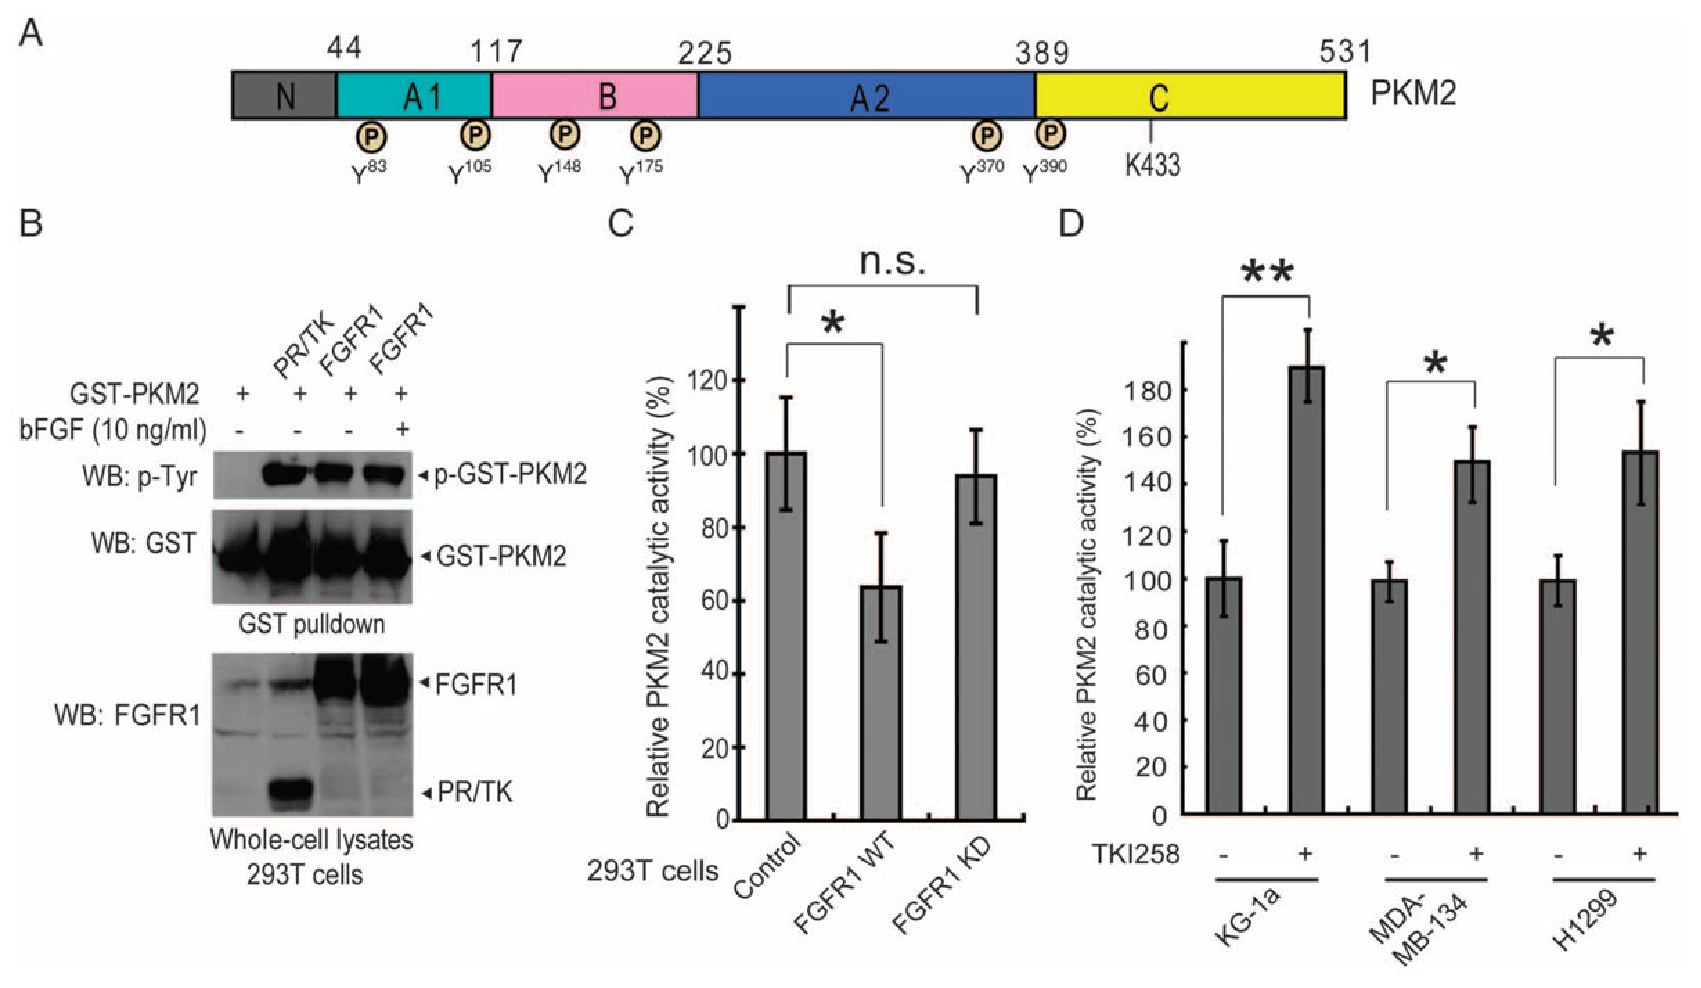 A
44 117 225 389 531
N A1 B A2 C PKM2
P P P P P P
Y83 Y105 Y148 Y175 Y370 Y390 K433
B
PR/TK FGFR1 FGFR1
GST-PKM2 + + + +
bFGF (10 ng/ml) - - - +
WB: p-Tyr p-GST-PKM2
WB: GST GST-PKM2
GST pulldown
WB: FGFR1 FGFR1
PR/TK
Whole-cell lysates
293T cells
C
n.s.
*
Relative PKM2 catalytic activity (%)
120
100
80
60
40
20
0
293T cells Control FGFR1 WT FGFR1 KD
D
** * *
Relative PKM2 catalytic activity (%)
180
160
140
120
100
80
60
40
20
0
TKI258 - + - + - +
KG-1a MDA-
MB-134 H1299